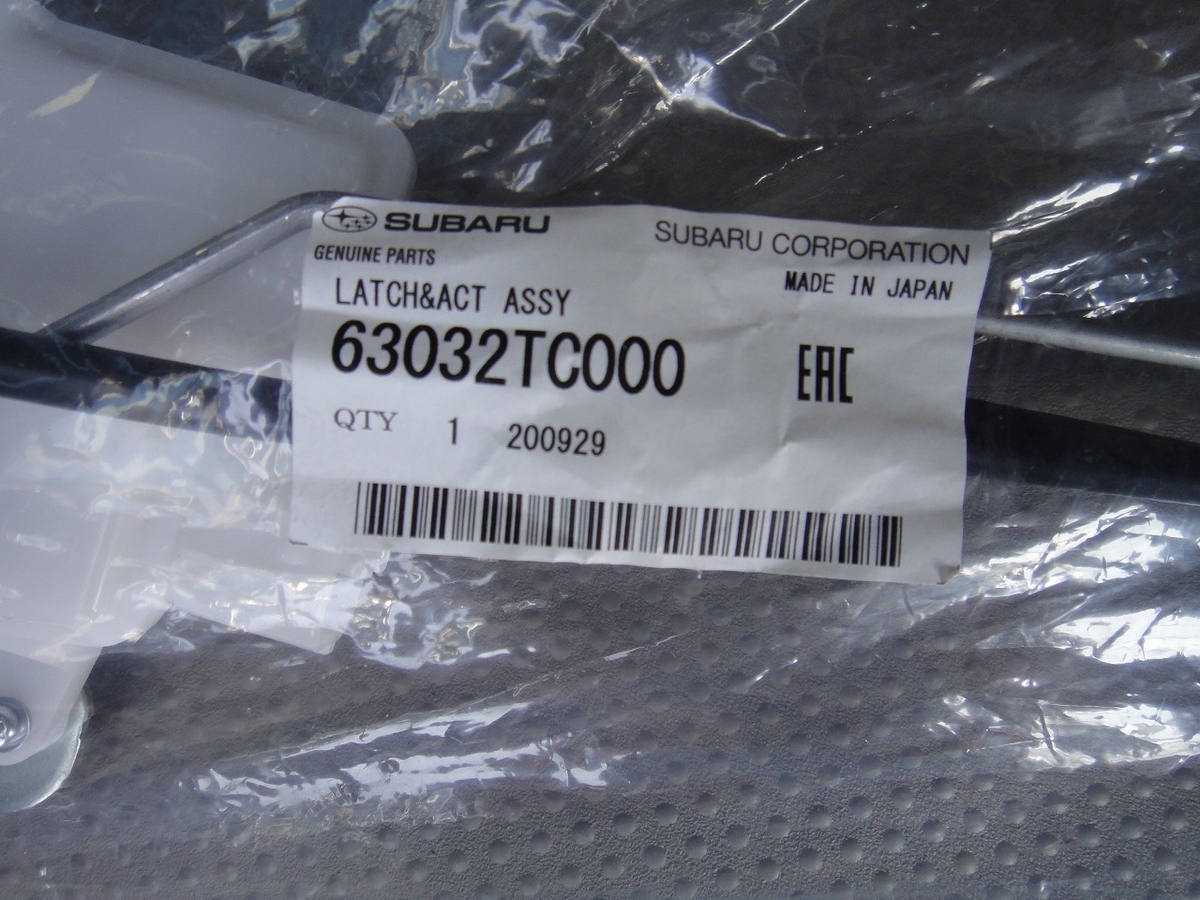 SUBARU SUBARU CORPORATION
GENUINE PARTS MADE IN JAPAN
LATCH&ACT ASSY
63032TC000 EAC
QTY 1 200929